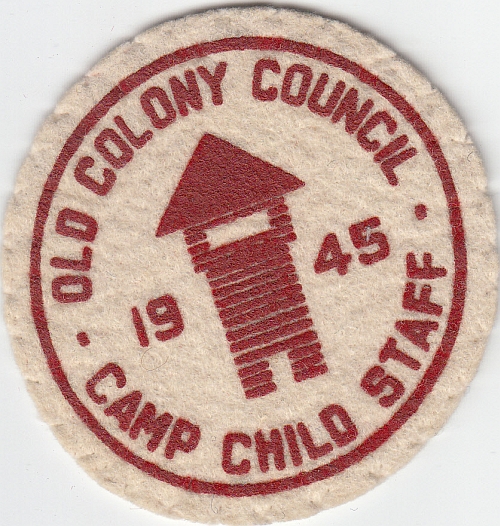 OLD COLONY COUNCIL
19 45
CAMP CHILD STAFF